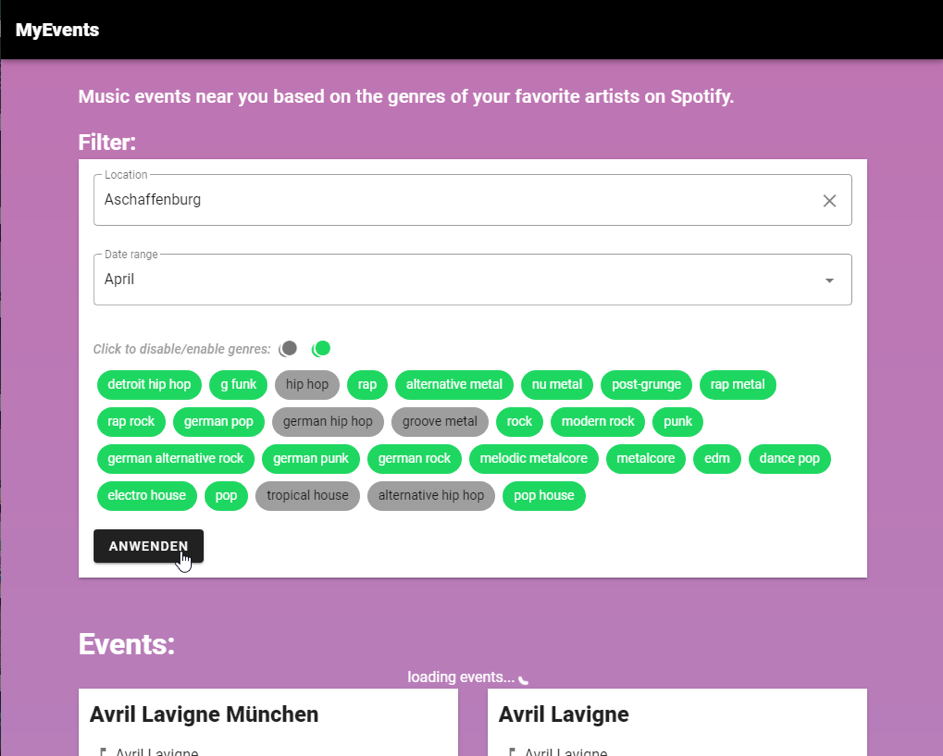 MyEvents
Music events near you based on the genres of your favorite artists on Spotify.
Filter:
Location
Aschaffenburg
Date range
April
Click to disable/enable genres:
detroit hip hop g funk hip hop rap alternative metal nu metal post-grunge rap metal
rap rock german pop german hip hop groove metal rock modern rock punk
german alternative rock german punk german rock melodic metalcore metalcore edm dance pop
electro house pop tropical house alternative hip hop pop house
ANWENDEN
Events:
loading events...
Avril Lavigne München Avril Lavigne
Avril Lavigne Avril Lavigne